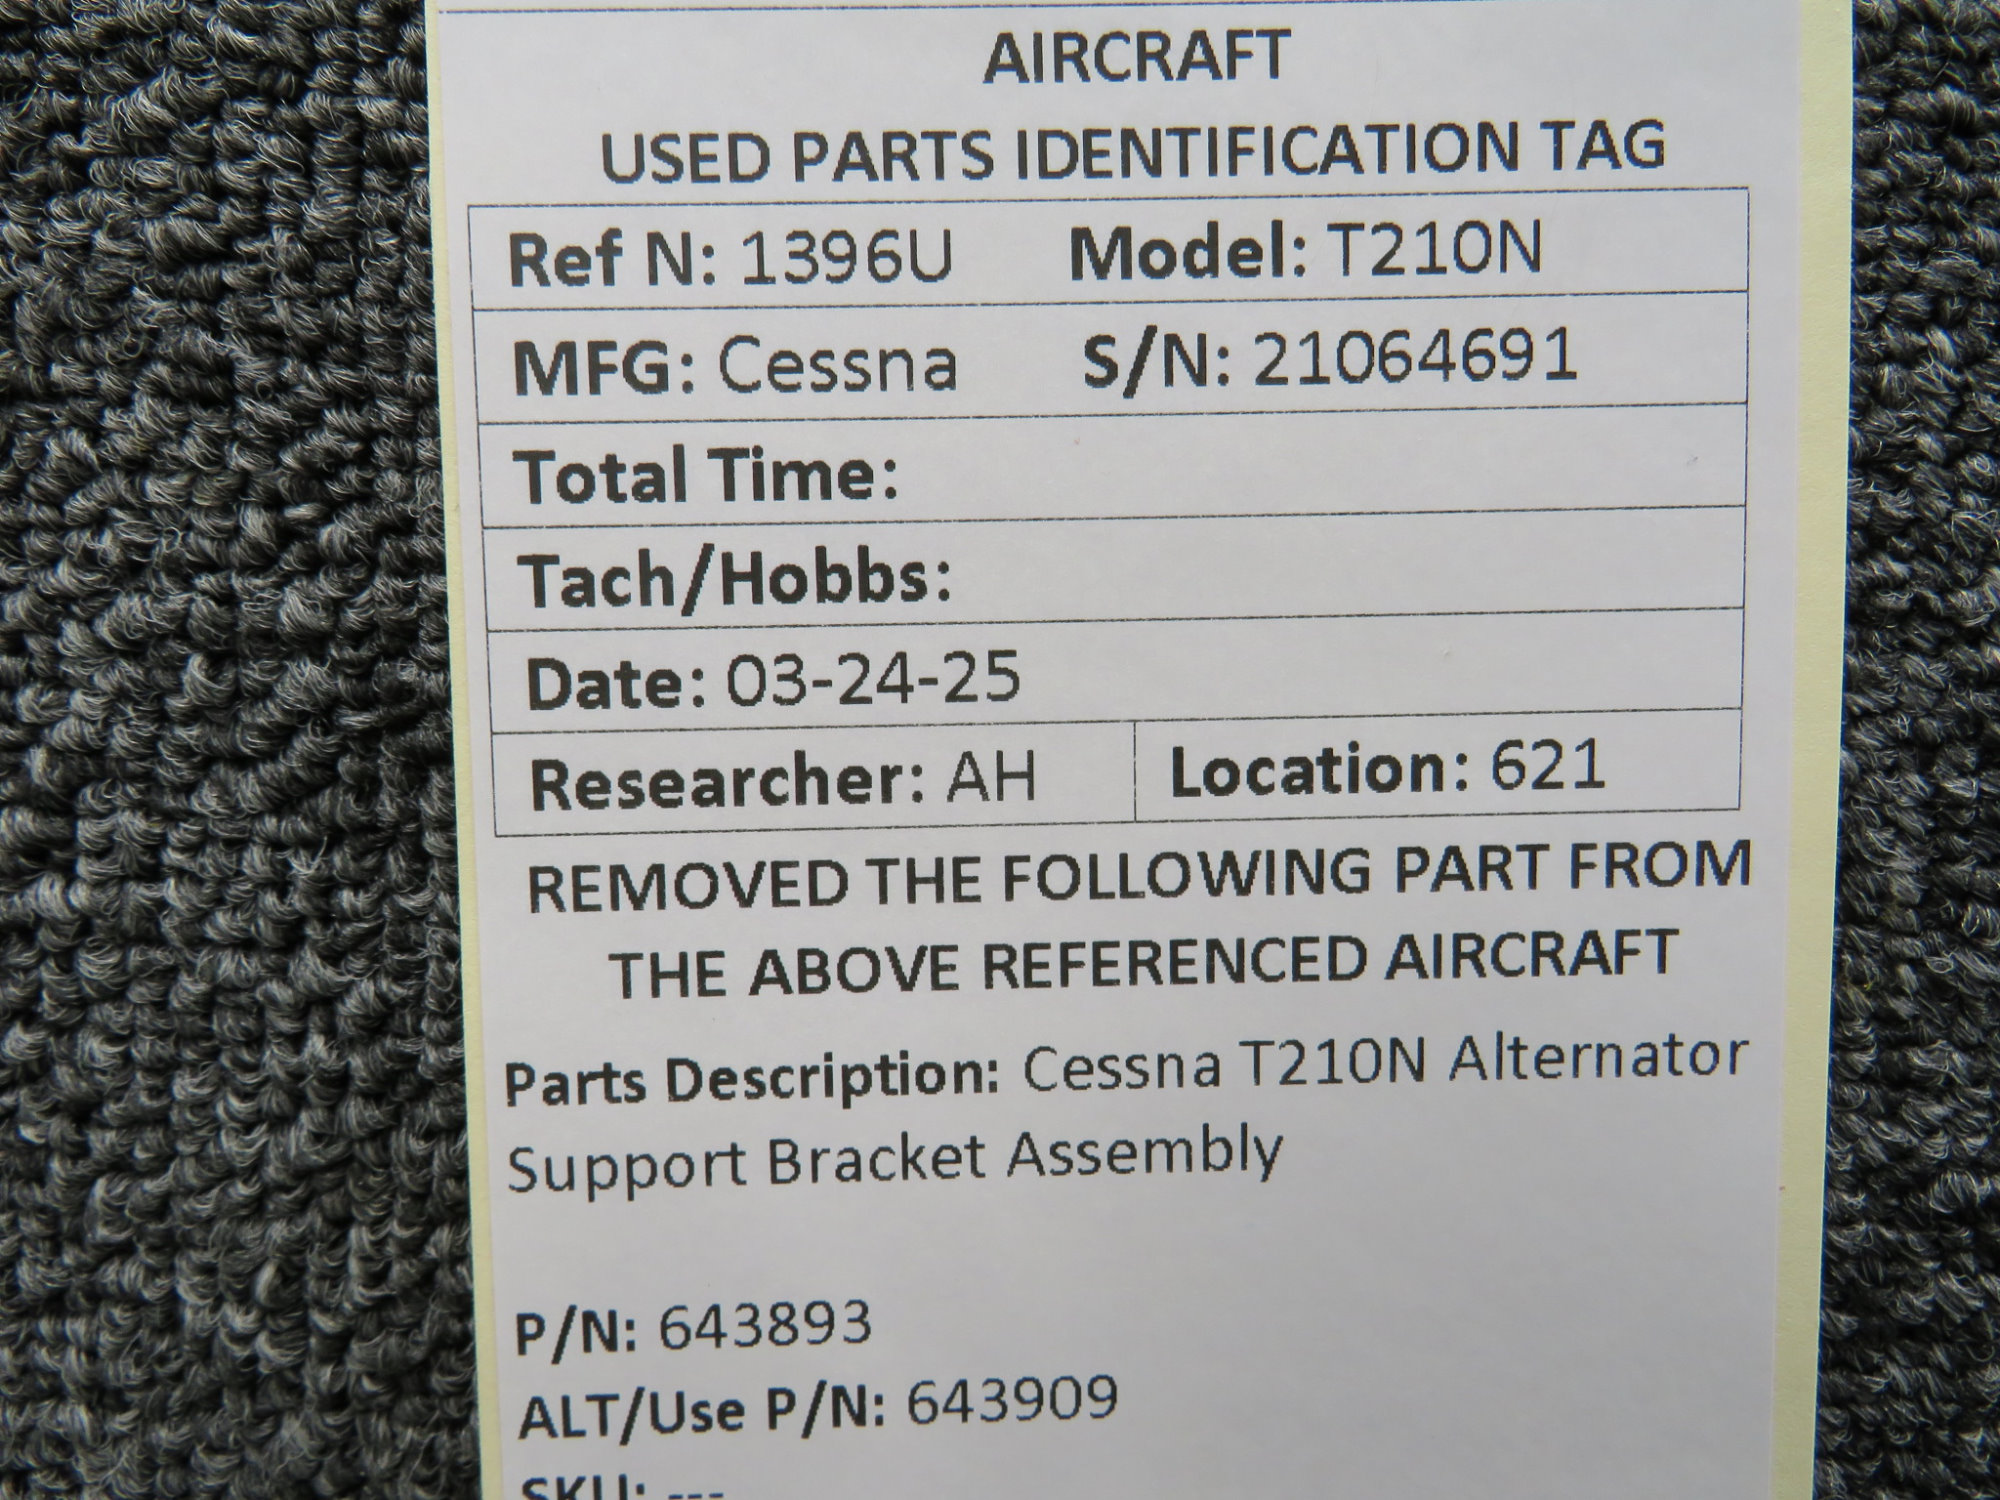 AIRCRAFT
USED PARTS IDENTIFICATION TAG
Ref N: 1396U Model: T210N
MFG: Cessna S/N: 21064691
Total Time:
Tach/Hobbs:
Date: 03-24-25
Researcher: AH Location: 621
REMOVED THE FOLLOWING PART FROM
THE ABOVE REFERENCED AIRCRAFT
Parts Description: Cessna T210N Alternator
Support Bracket Assembly
P/N: 643893
ALT/Use P/N: 643909
SKU: ---